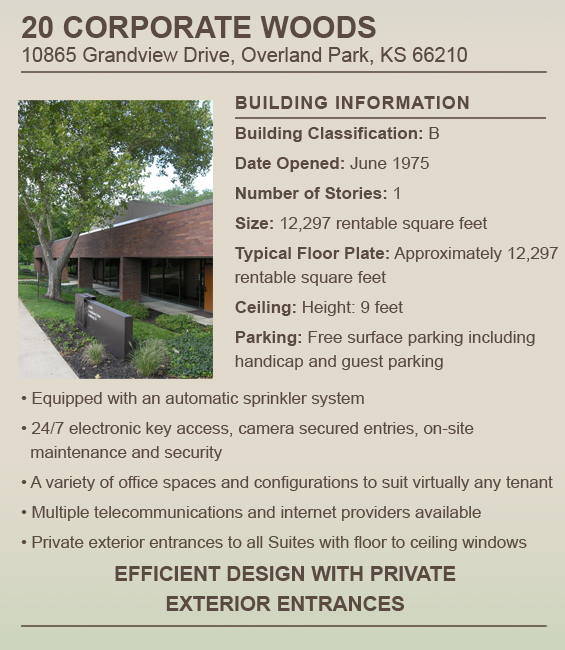 20 CORPORATE WOODS
10865 Grandview Drive, Overland Park, KS 66210
BUILDING INFORMATION
Building Classification: B
Date Opened: June 1975
Number of Stories: 1
Size: 12,297 rentable square feet
Typical Floor Plate: Approximately 12,297
rentable square feet
Ceiling: Height: 9 feet
Parking: Free surface parking including
handicap and guest parking
• Equipped with an automatic sprinkler system
• 24/7 electronic key access, camera secured entries, on-site
maintenance and security
• A variety of office spaces and configurations to suit virtually any tenant
• Multiple telecommunications and internet providers available
• Private exterior entrances to all Suites with floor to ceiling windows
EFFICIENT DESIGN WITH PRIVATE
EXTERIOR ENTRANCES